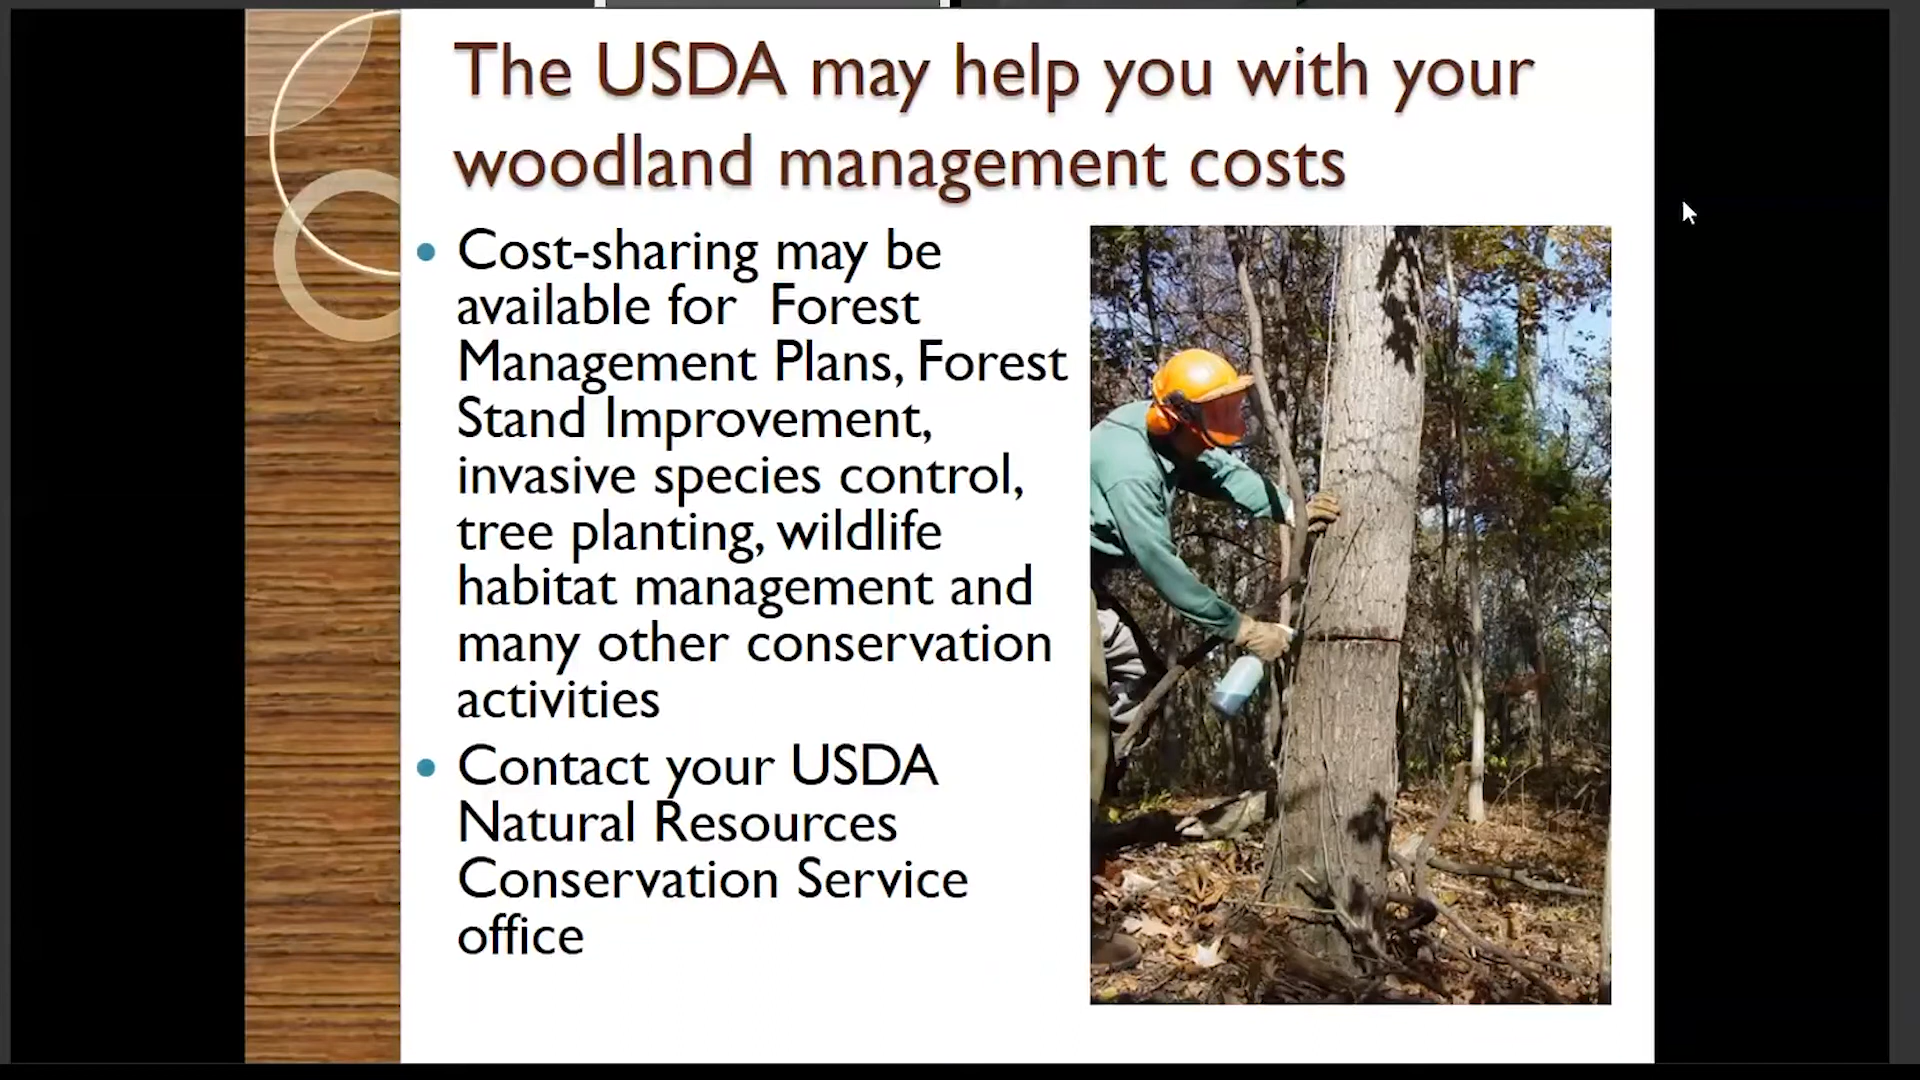 The USDA may help you with your
woodland management costs
• Cost-sharing may be
available for Forest
Management Plans, Forest
Stand Improvement,
invasive species control,
tree planting, wildlife
habitat management and
many other conservation
activities
• Contact your USDA
Natural Resources
Conservation Service
office